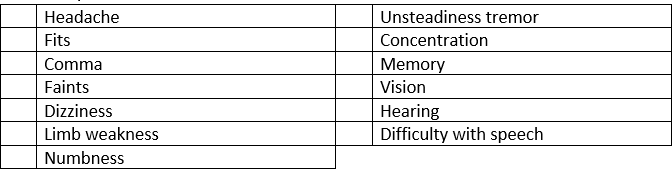 Headache
Unsteadiness tremor
Fits
Concentration
Comma
Memory
Faints
Vision
Dizziness
Hearing
Limb weakness
Difficulty with speech
Numbness